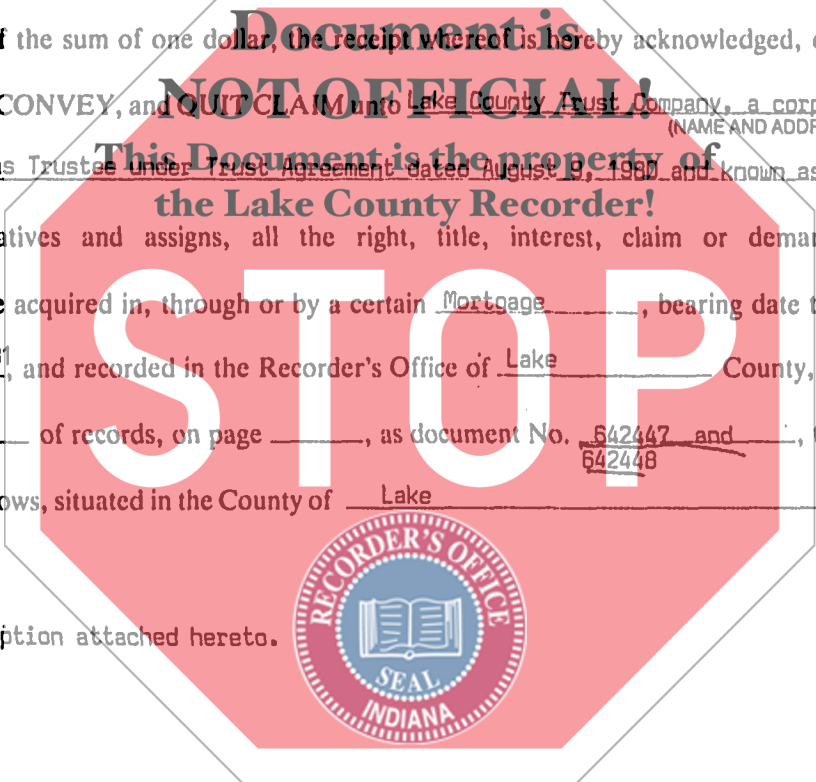 Document is
f the sum of one dollar, the receipt whereof is hereby acknowledged,
NOT OFFICIAL!
CONVEY, and QUIT CLAIM unto Lake County Trust Company, a corp
(NAME AND ADDR
This Document is the property of
s Trustee under Trust Agreement dated August 9, 1980 and known as
the Lake County Recorder!
atives and assigns, all the right, title, interest, claim or deman
STOP
e acquired in, through or by a certain Mortgage, bearing date t
, and recorded in the Recorder's Office of Lake County,
of records, on page, as document No. 642447 and,
642448
ows, situated in the County of Lake
ption attached hereto.
RECORDER'S OFFICE
SEAL
INDIANA